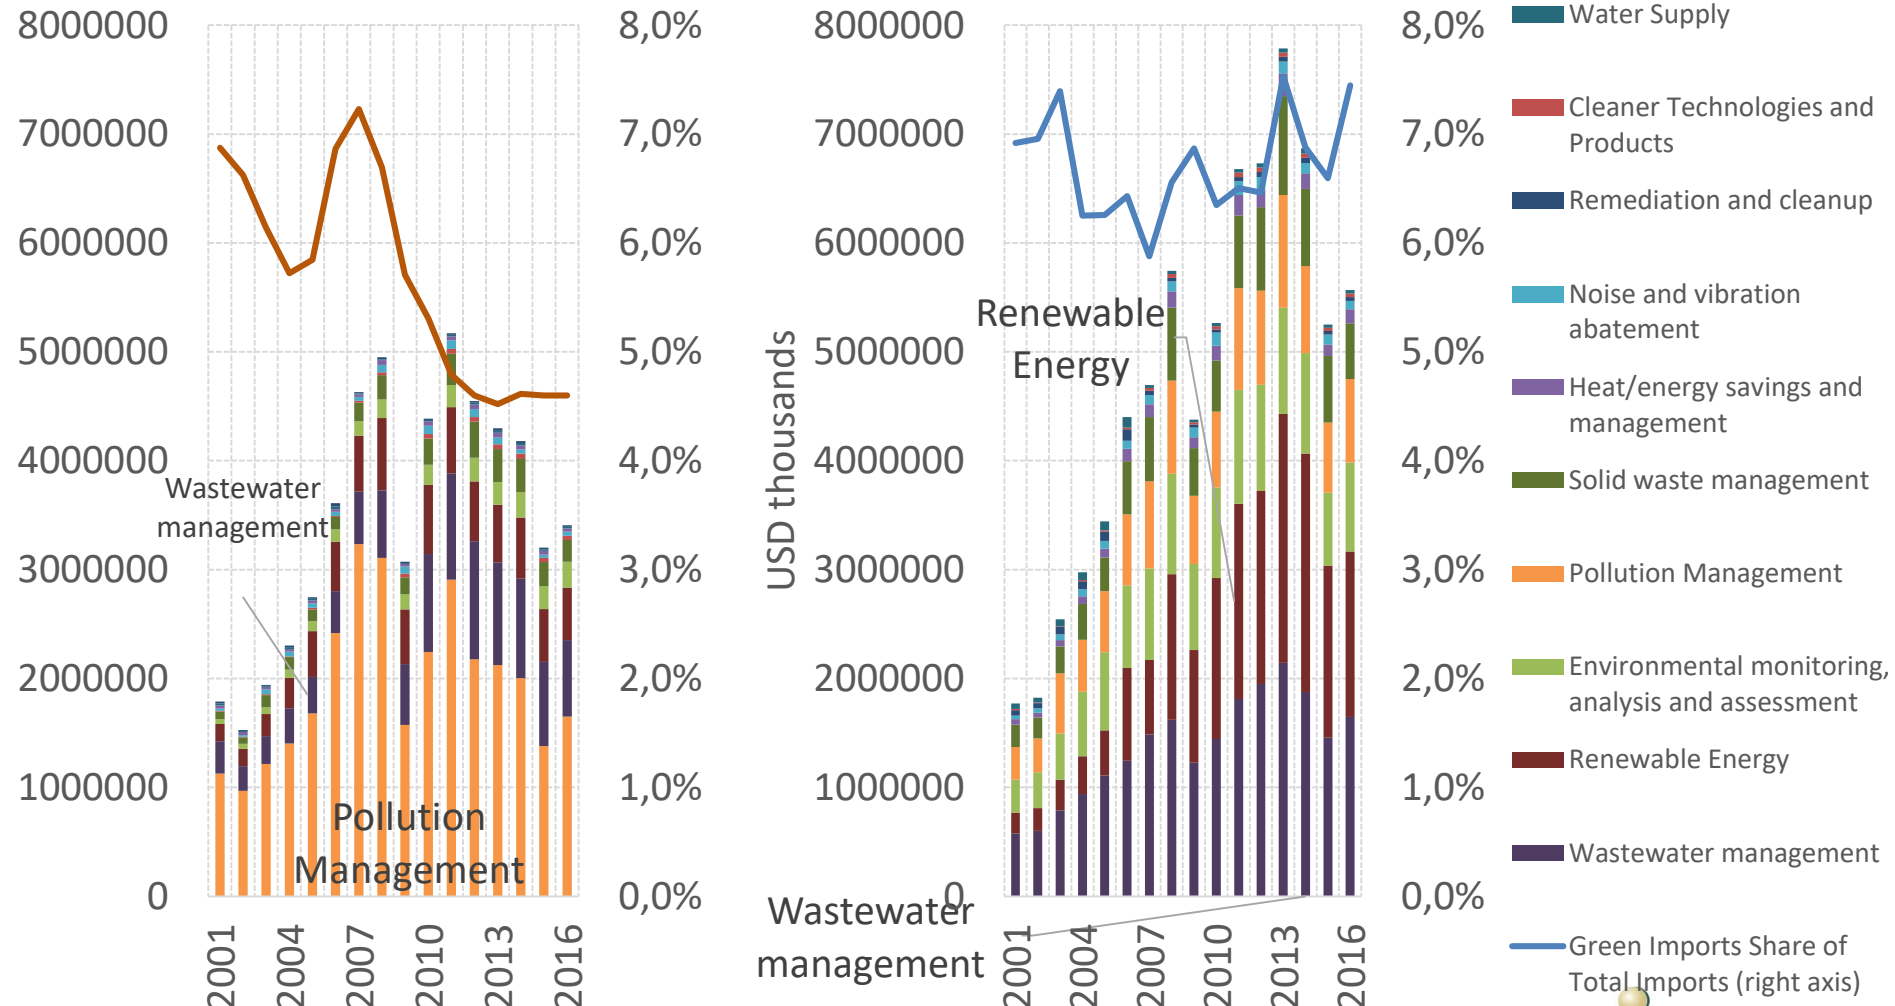 8000000
7000000
6000000
5000000
4000000
3000000
2000000
1000000
0
Wastewater
management
Pollution
Management
2001
2004
2007
2010
2013
2016
8,0%
7,0%
6,0%
5,0%
4,0%
3,0%
2,0%
1,0%
0,0%
USD thousands
8000000
7000000
6000000
5000000
4000000
3000000
2000000
1000000
0
Renewable
Energy
Wastewater
management
2001
2004
2007
2010
2013
2016
8,0%
7,0%
6,0%
5,0%
4,0%
3,0%
2,0%
1,0%
0,0%
Water Supply
Cleaner Technologies and
Products
Remediation and cleanup
Noise and vibration
abatement
Heat/energy savings and
management
Solid waste management
Pollution Management
Environmental monitoring,
analysis and assessment
Renewable Energy
Wastewater management
Green Imports Share of
Total Imports (right axis)